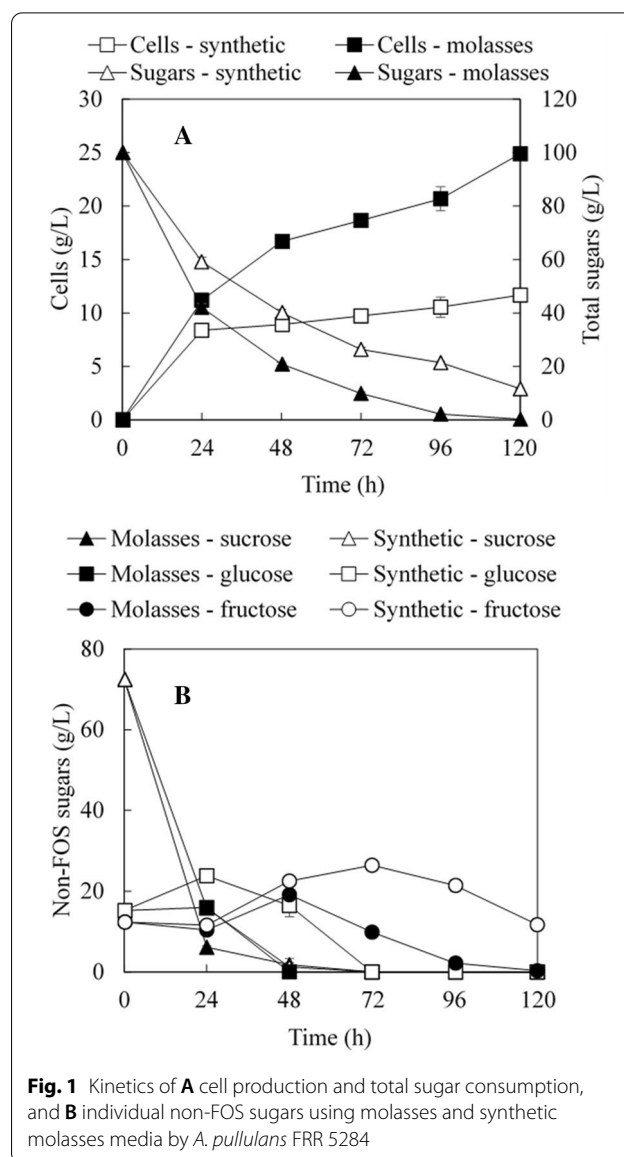 Cells - synthetic Cells - molasses
Sugars - synthetic Sugars - molasses
30 120
A
25 100
20 80
15 60
10 40
5 20
0 0
Cells (g/L)
Total sugars (g/L)
0 24 48 72 96 120
Time (h)
Molasses - sucrose Synthetic - sucrose
Molasses - glucose Synthetic - glucose
Molasses - fructose Synthetic - fructose
80
B
60
40
20
0
Non-FOS sugars (g/L)
0 24 48 72 96 120
Time (h)
Fig. 1 Kinetics of A cell production and total sugar consumption,
and B individual non-FOS sugars using molasses and synthetic
molasses media by A. pullulans FRR 5284